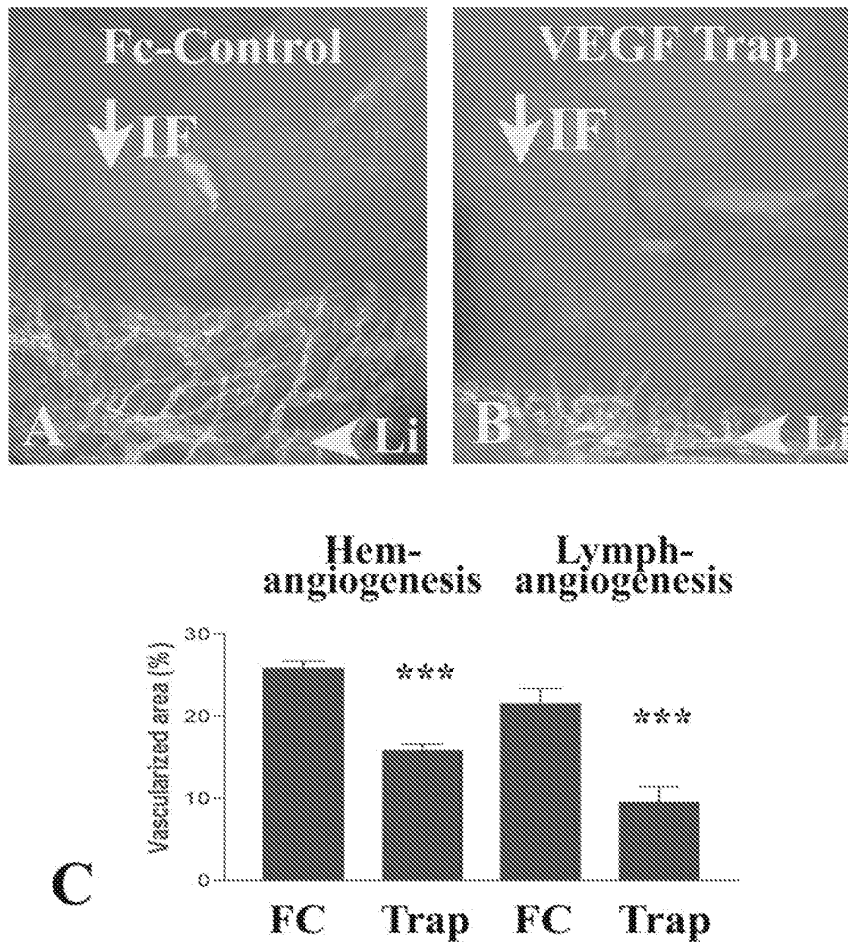 Fc-Control
IF
A
Li
VEGF Trap
IF
B
Li
Hem-
angiogenesis
Lymph-
angiogenesis
Vascularized area (%)
30
20
10
0
***
***
C
FC Trap FC Trap